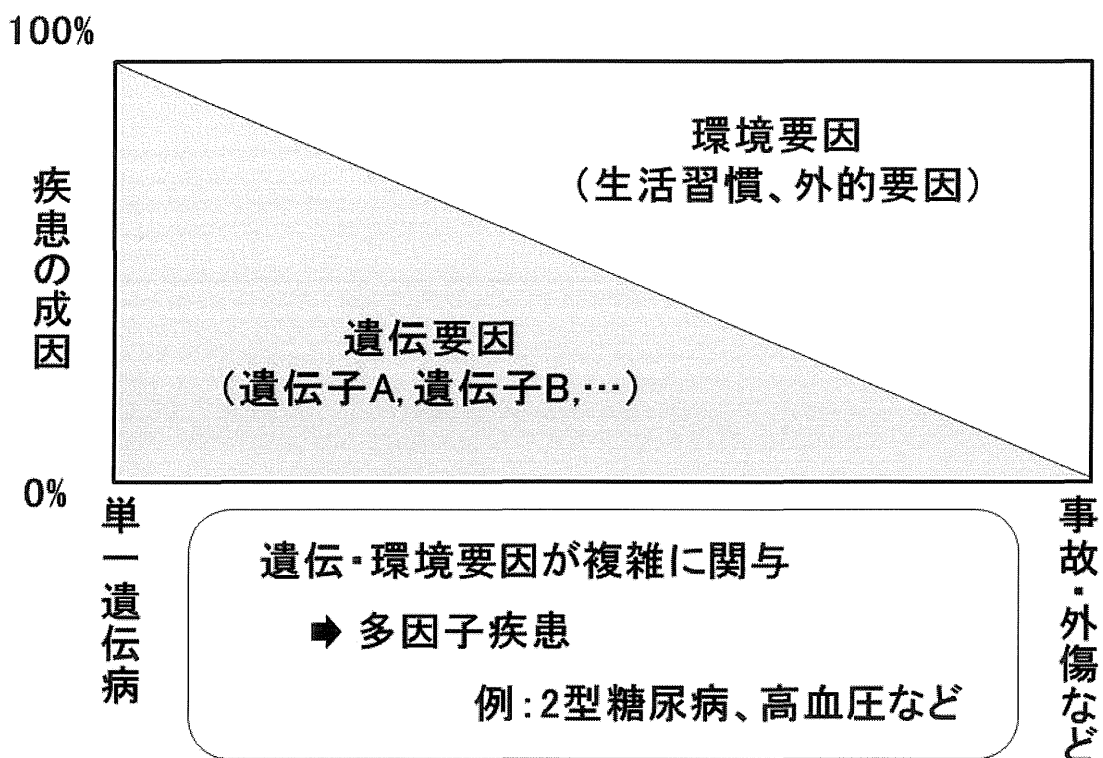 100%
疾患の成因
環境要因
(生活習慣、外的要因)
遺伝要因
(遺伝子A, 遺伝子B,…)
0%
単一遺伝病
事故・外傷など
遺伝・環境要因が複雑に関与
➡ 多因子疾患
例:2型糖尿病、高血圧など